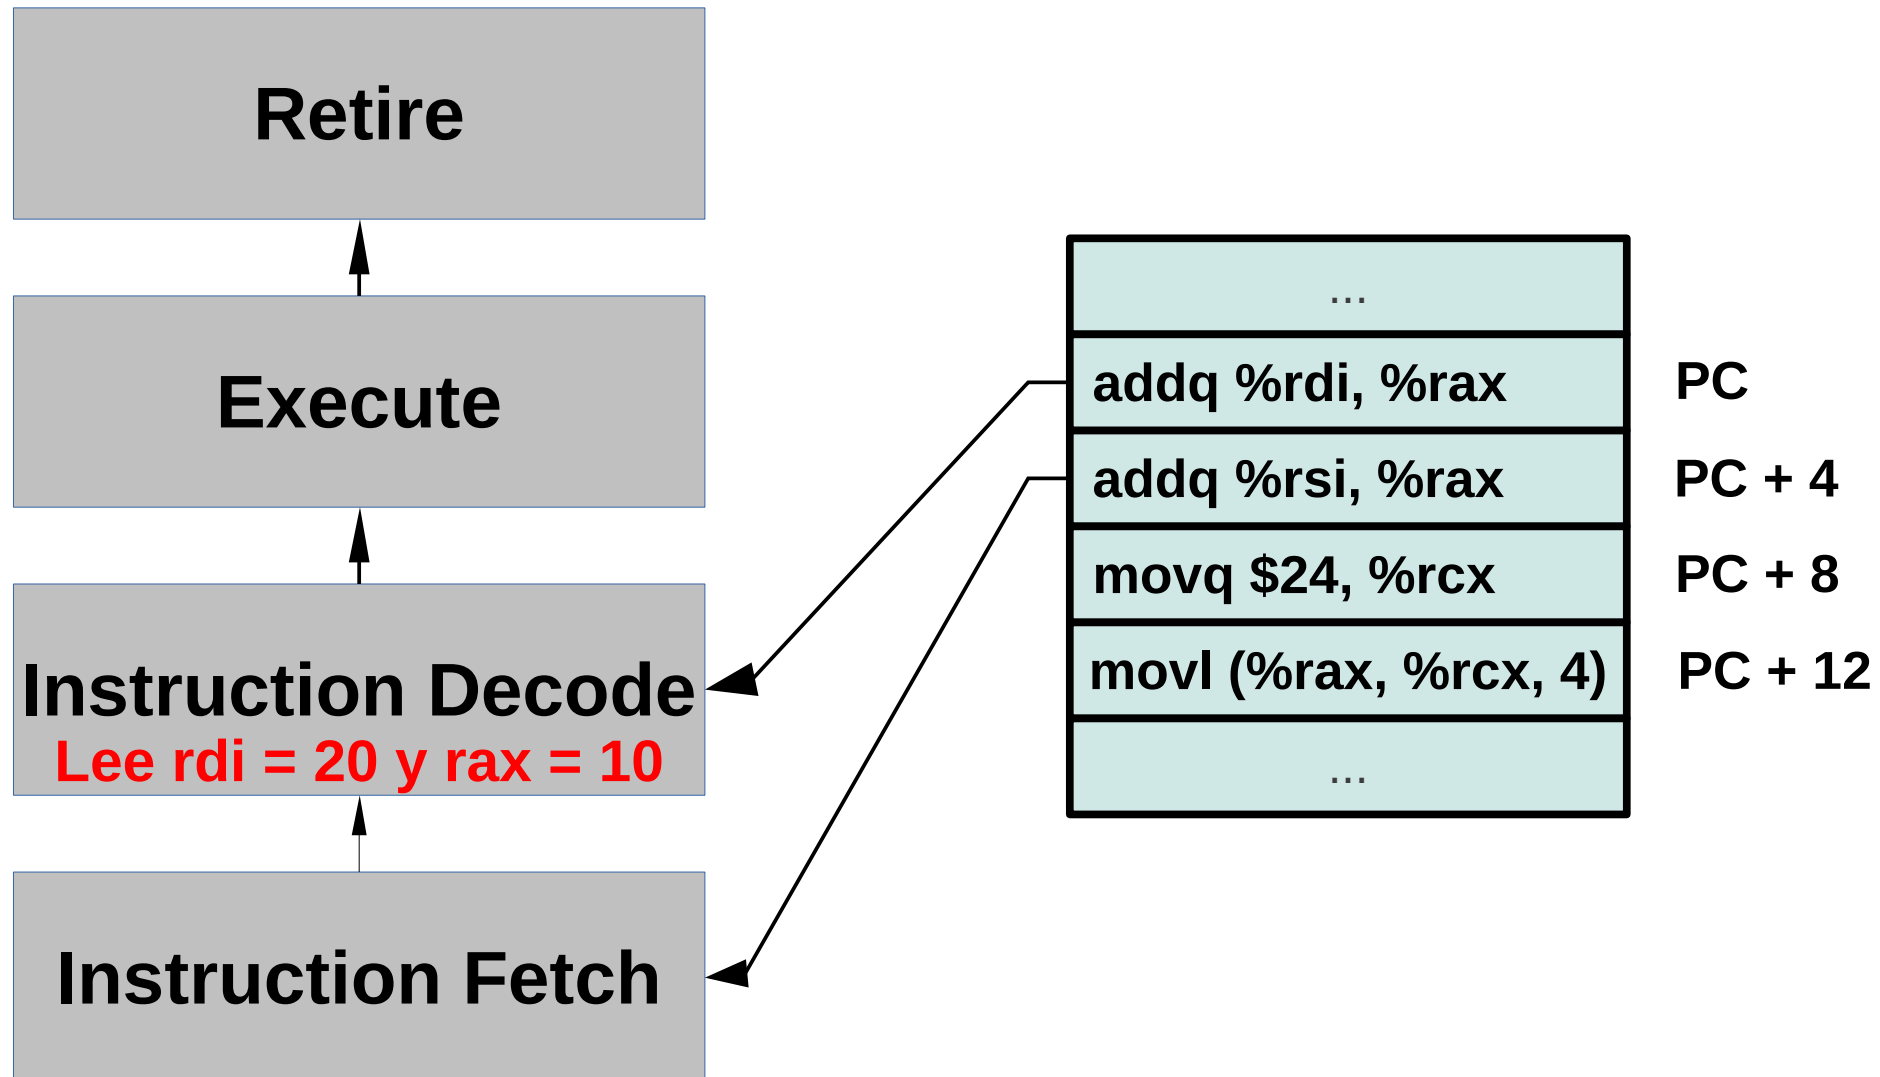 Retire
Execute
Instruction Decode
Lee rdi = 20 y rax = 10
Instruction Fetch
...
addq %rdi, %rax PC
addq %rsi, %rax PC + 4
movq $24, %rcx PC + 8
movl (%rax, %rcx, 4) PC + 12
...